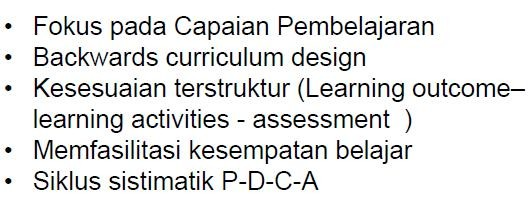 • Fokus pada Capaian Pembelajaran
• Backwards curriculum design
• Kesesuaian terstruktur (Learning outcome–
learning activities - assessment  )
• Memfasilitasi kesempatan belajar
• Siklus sistimatik P-D-C-A